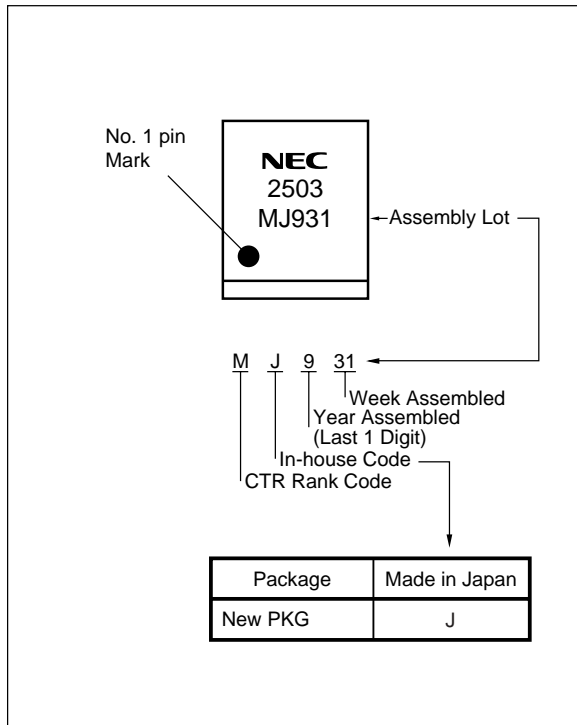 No. 1 pin
Mark
NEC
2503
MJ931
Assembly Lot
M J 9 31
Week Assembled
Year Assembled
(Last 1 Digit)
In-house Code
CTR Rank Code
Package Made in Japan
New PKG J